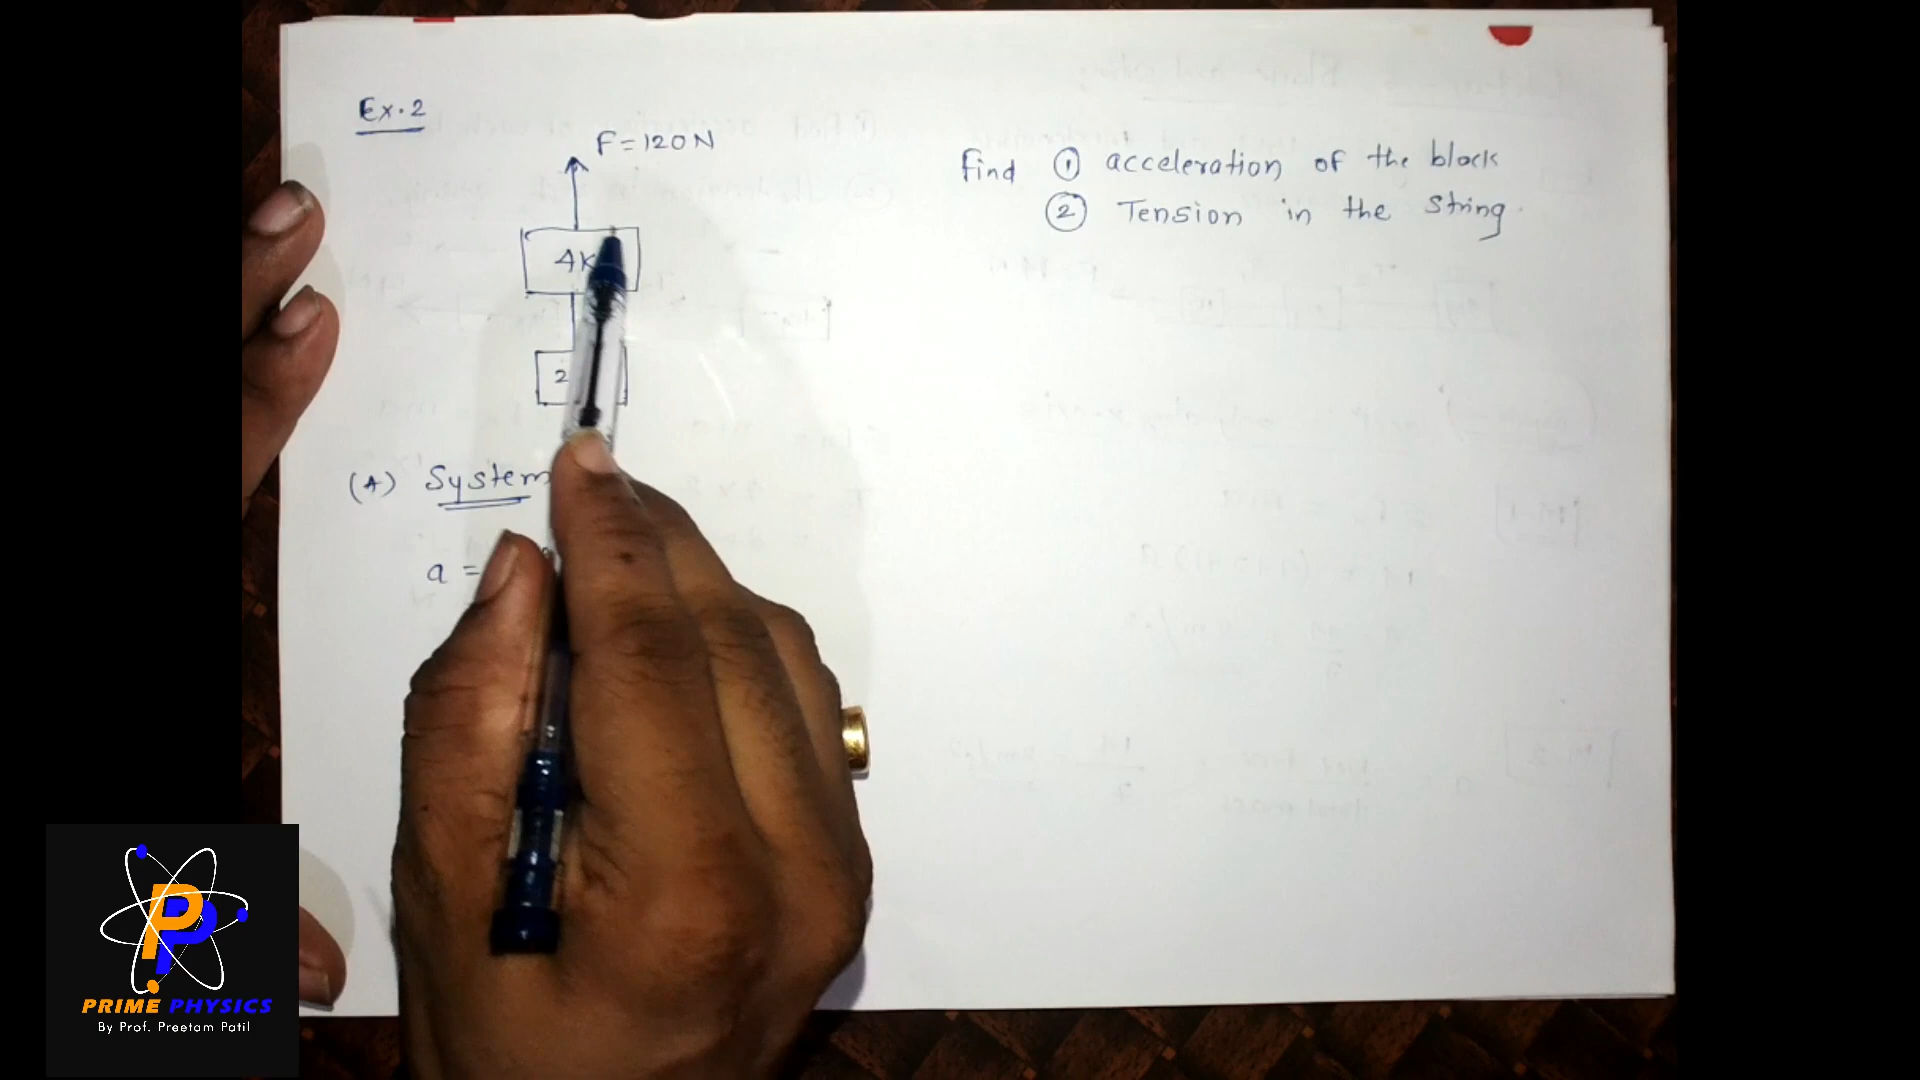 Ex.2
F=120N
4K
2
Find ① acceleration of the block
② Tension in the string.
(A) System
a =
PRIME PHYSICS
By Prof. Preetam Patil